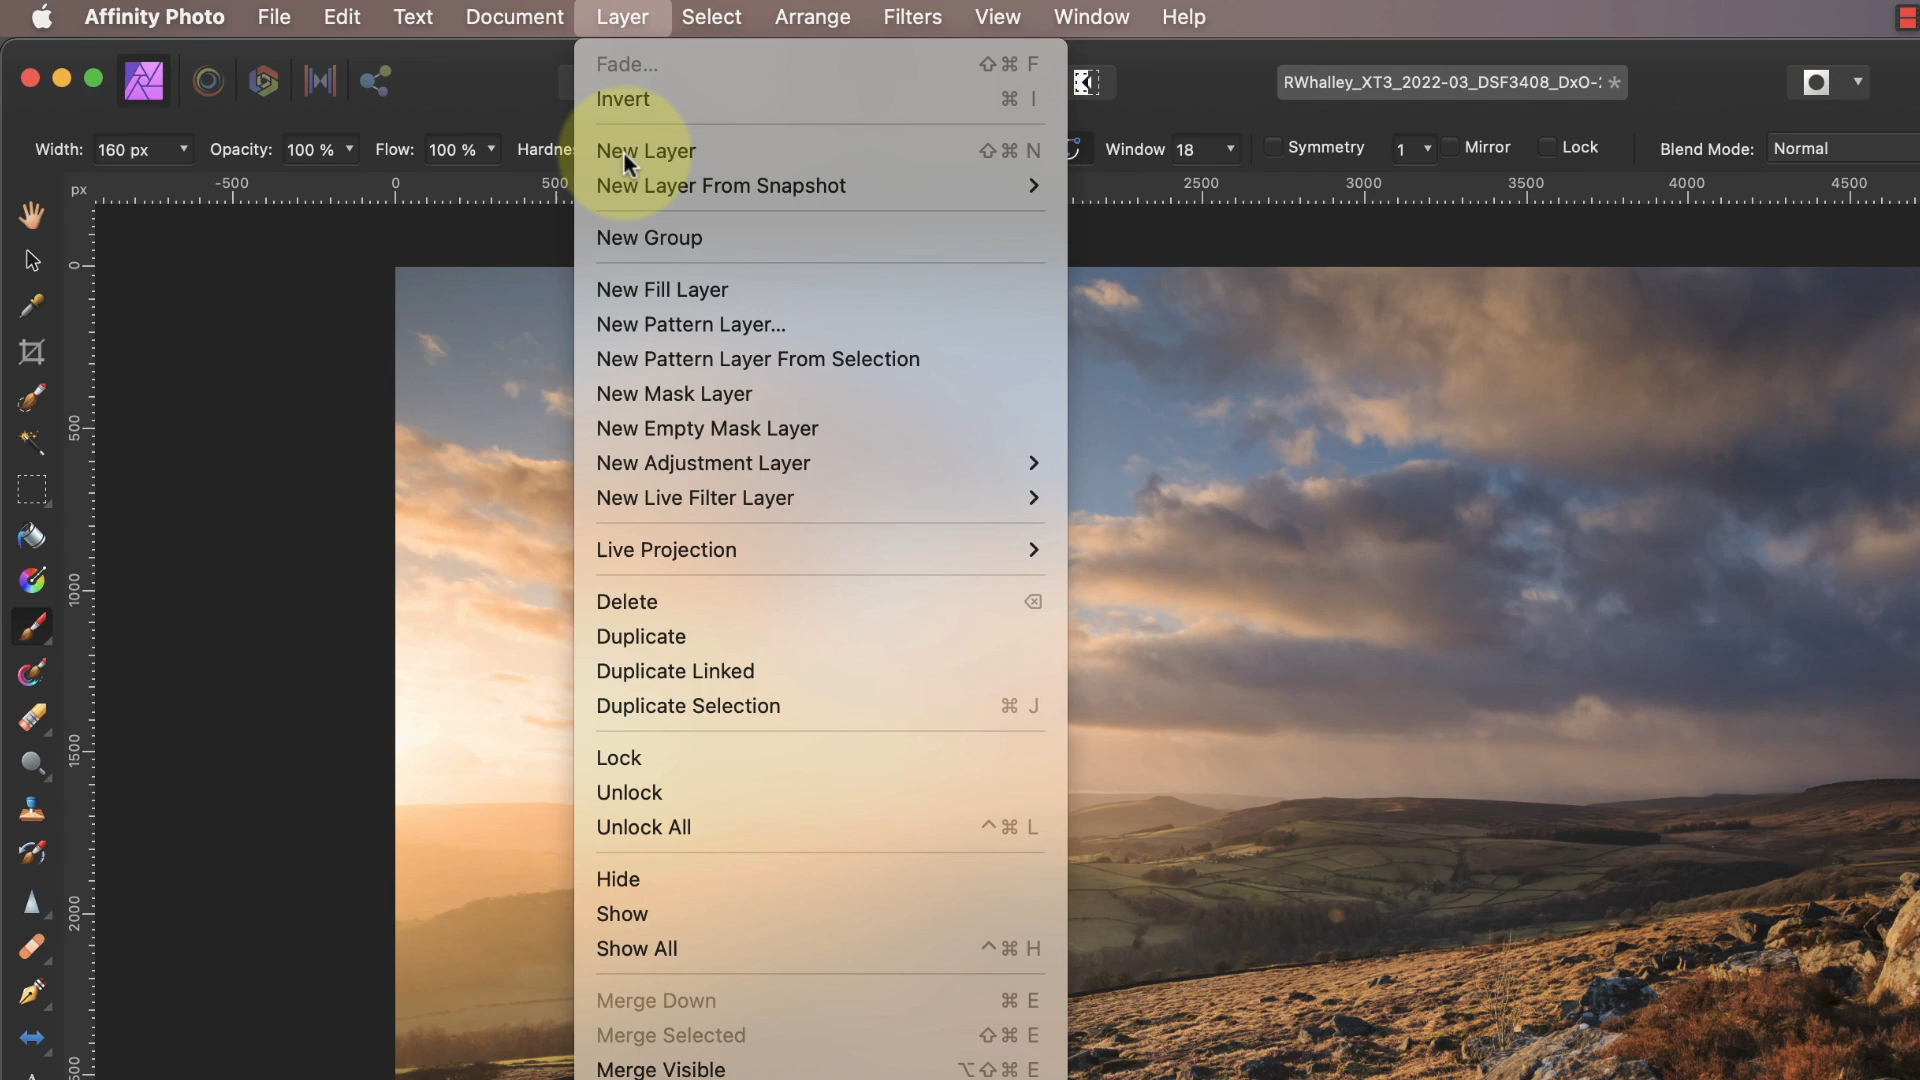 Affinity Photo File Edit Text Document Layer Select Arrange Filters View Window Help
RWhalley_XT3_2022-03_DSF3408_DxO-: *
Width: 160 px Opacity: 100 % Flow: 100 % Hardne Window 18 Symmetry 1 Mirror Lock Blend Mode: Normal
px -500 0 500 2500 3000 3500 4000 4500
0
500
1000
1500
2000
Fade... ⇧⌘ F
Invert ⌘ I
New Layer ⇧⌘ N
New Layer From Snapshot
New Group
New Fill Layer
New Pattern Layer...
New Pattern Layer From Selection
New Mask Layer
New Empty Mask Layer
New Adjustment Layer
New Live Filter Layer
Live Projection
Delete ⌫
Duplicate
Duplicate Linked
Duplicate Selection ⌘ J
Lock
Unlock
Unlock All ^⌘ L
Hide
Show
Show All ^⌘ H
Merge Down ⌘ E
Merge Selected ⇧⌘ E
Merge Visible ⌥⇧⌘ E